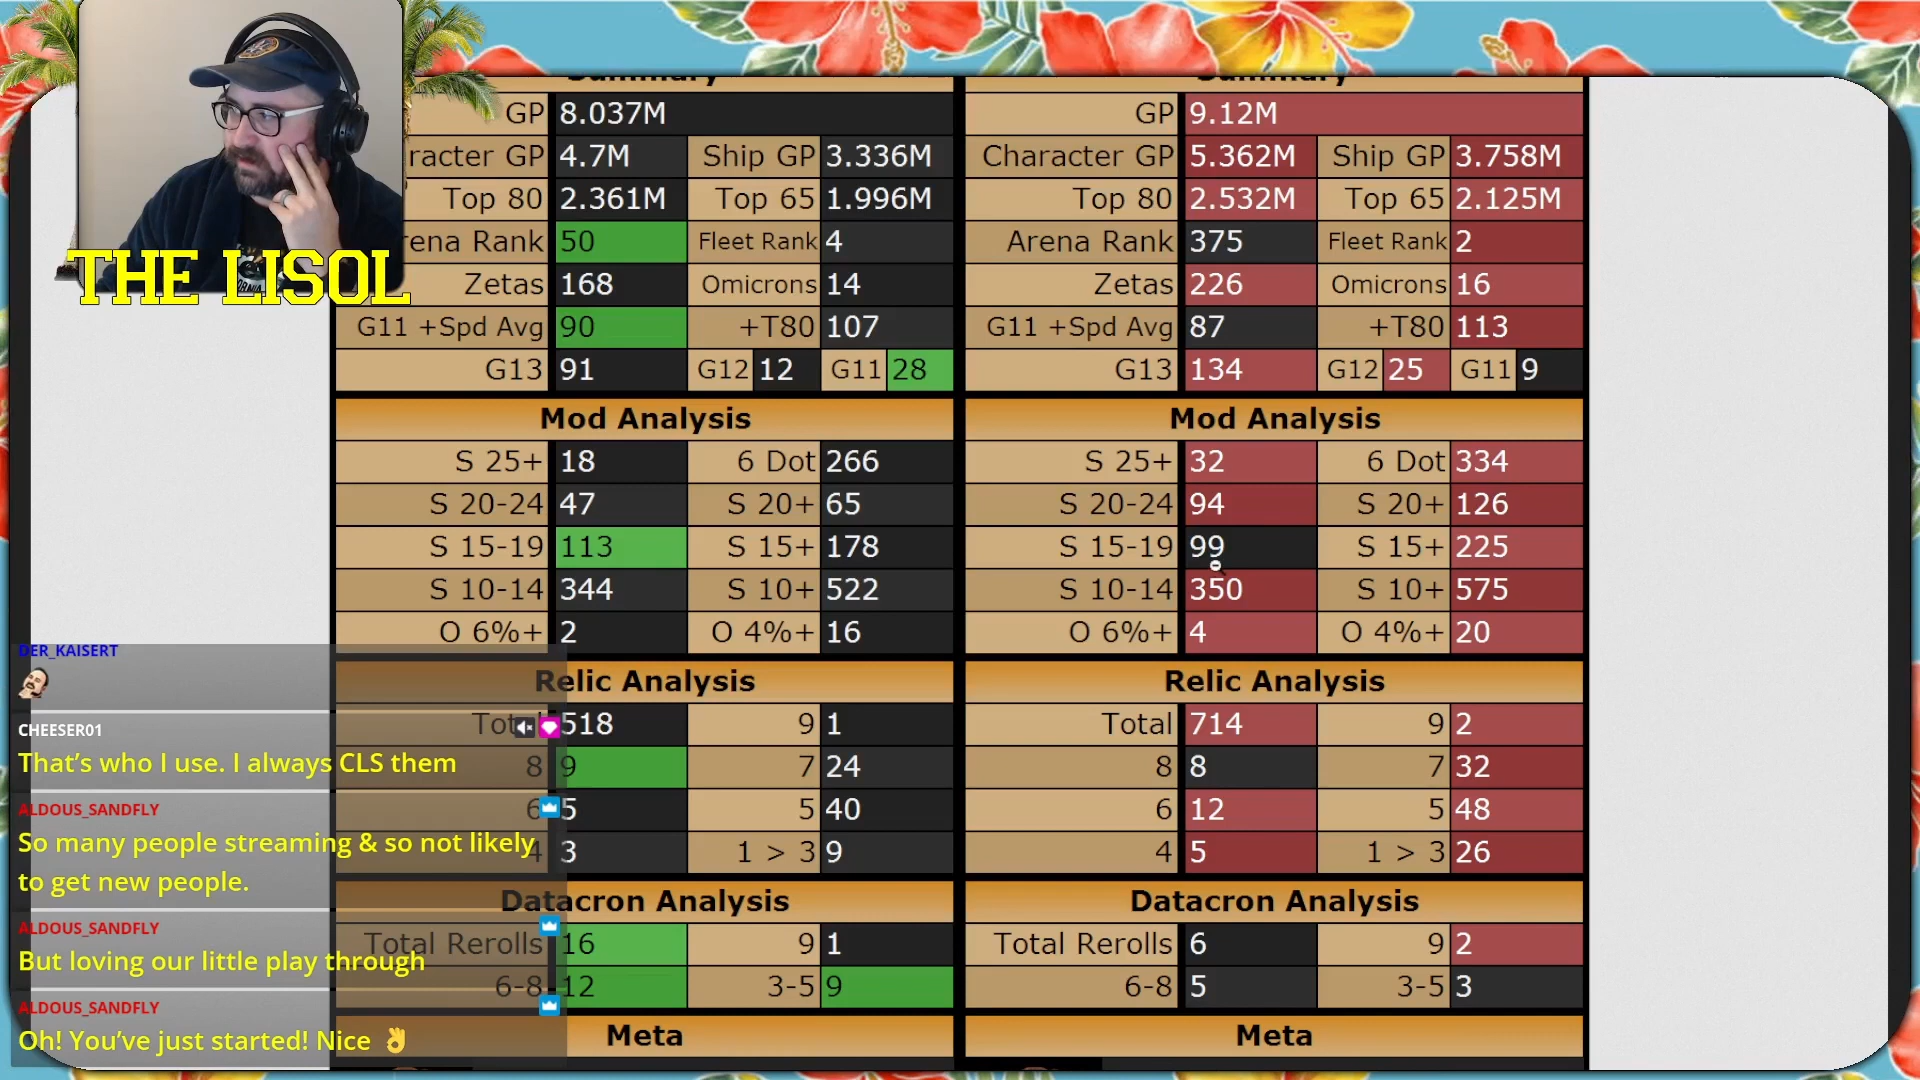 Summary
GP 8.037M
racter GP 4.7M Ship GP 3.336M
Top 80 2.361M Top 65 1.996M
rena Rank 50 Fleet Rank 4
Zetas 168 Omicrons 14
G11 +Spd Avg 90 +T80 107
G13 91 G12 12 G11 28
Mod Analysis
S 25+ 18 6 Dot 266
S 20-24 47 S 20+ 65
S 15-19 113 S 15+ 178
S 10-14 344 S 10+ 522
O 6%+ 2 O 4%+ 16
Relic Analysis
Total 518 9 1
8 9 7 24
6 5 5 40
4 3 1 > 3 9
Datacron Analysis
Total Rerolls 16 9 1
6-8 12 3-5 9
Meta
Summary
GP 9.12M
Character GP 5.362M Ship GP 3.758M
Top 80 2.532M Top 65 2.125M
Arena Rank 375 Fleet Rank 2
Zetas 226 Omicrons 16
G11 +Spd Avg 87 +T80 113
G13 134 G12 25 G11 9
Mod Analysis
S 25+ 32 6 Dot 334
S 20-24 94 S 20+ 126
S 15-19 99 S 15+ 225
S 10-14 350 S 10+ 575
O 6%+ 4 O 4%+ 20
Relic Analysis
Total 714 9 2
8 8 7 32
6 12 5 48
4 5 1 > 3 26
Datacron Analysis
Total Rerolls 6 9 2
6-8 5 3-5 3
Meta
THE LISOL
DER_KAISERT
CHEESER01
That's who I use. I always CLS them
ALDOUS_SANDFLY
So many people streaming & so not likely
to get new people.
ALDOUS_SANDFLY
But loving our little play through
ALDOUS_SANDFLY
Oh! You've just started! Nice 👌